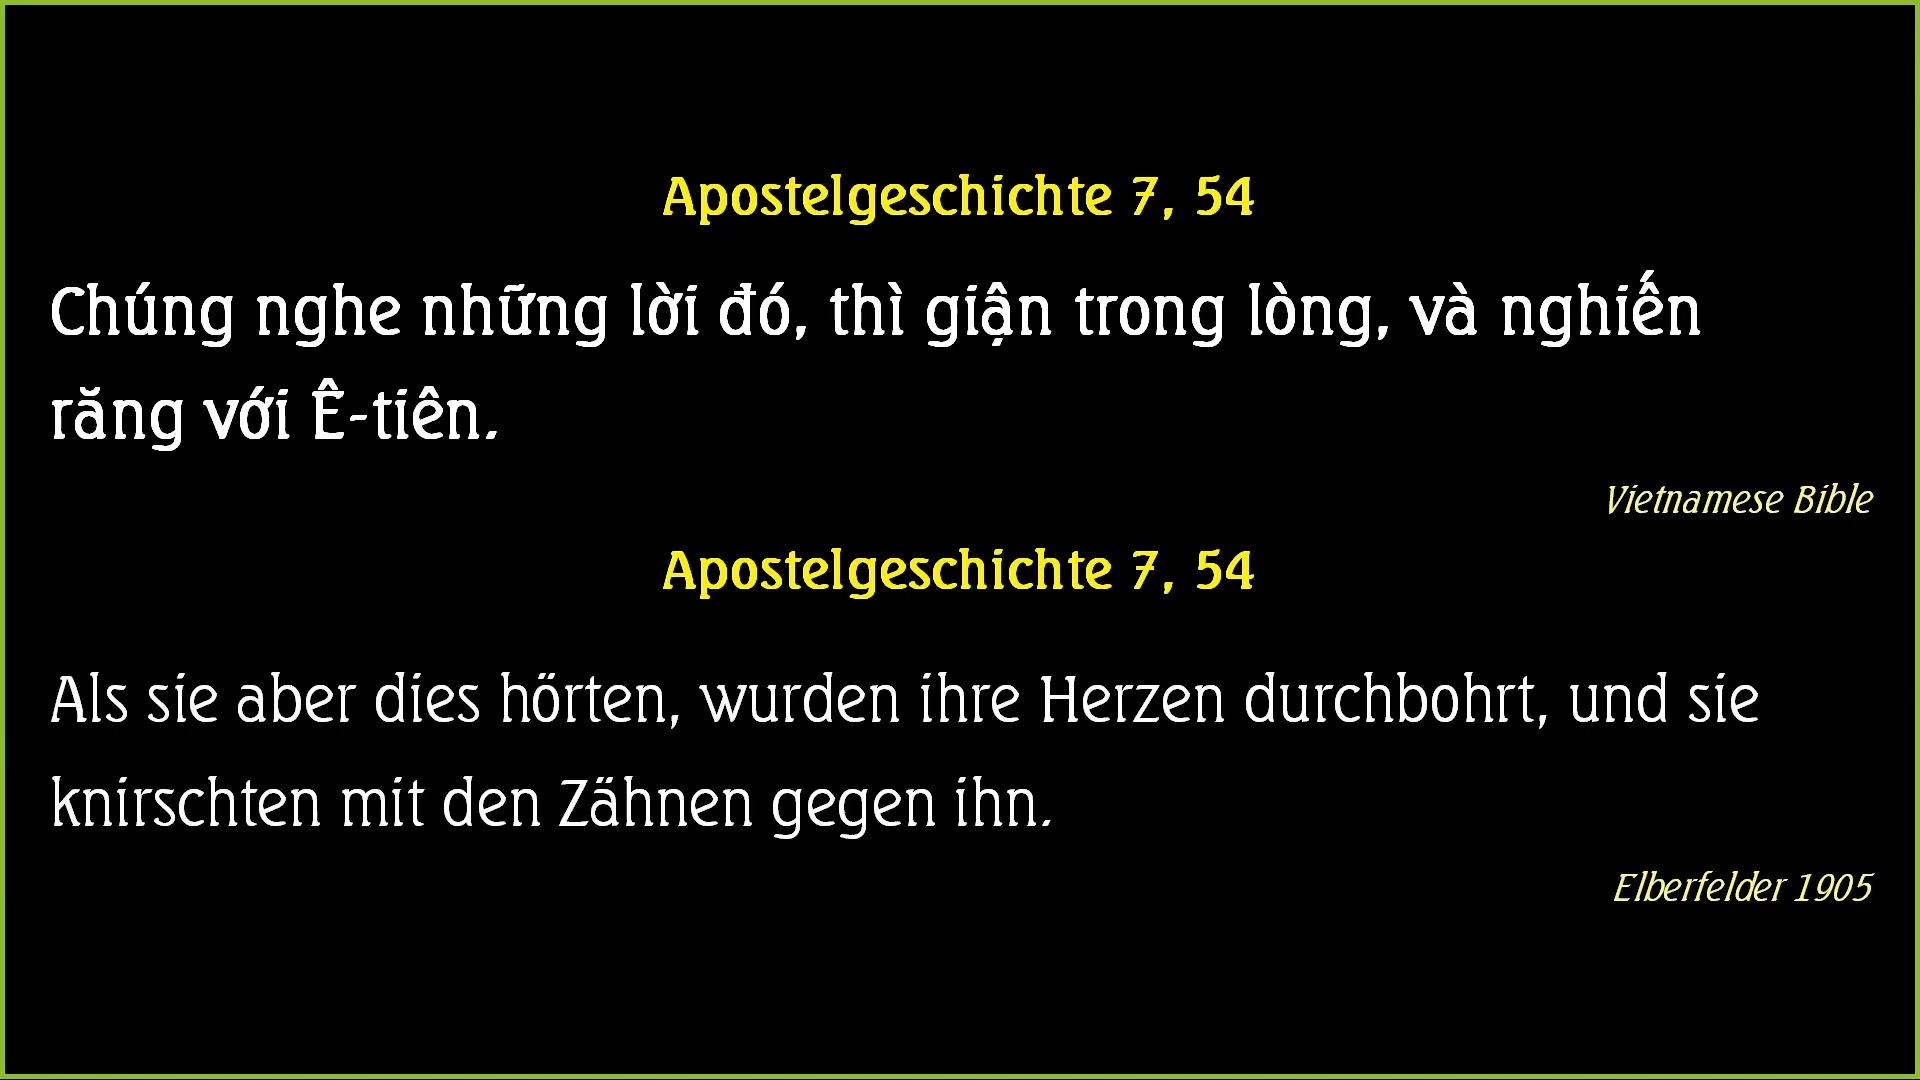 Apostelgeschichte 7, 54
Chúng nghe những lời đó, thì giận trong lòng, và nghiến
răng với Ê-tiên.
Vietnamese Bible
Apostelgeschichte 7, 54
Als sie aber dies hörten, wurden ihre Herzen durchbohrt, und sie
knirschten mit den Zähnen gegen ihn.
Elberfelder 1905